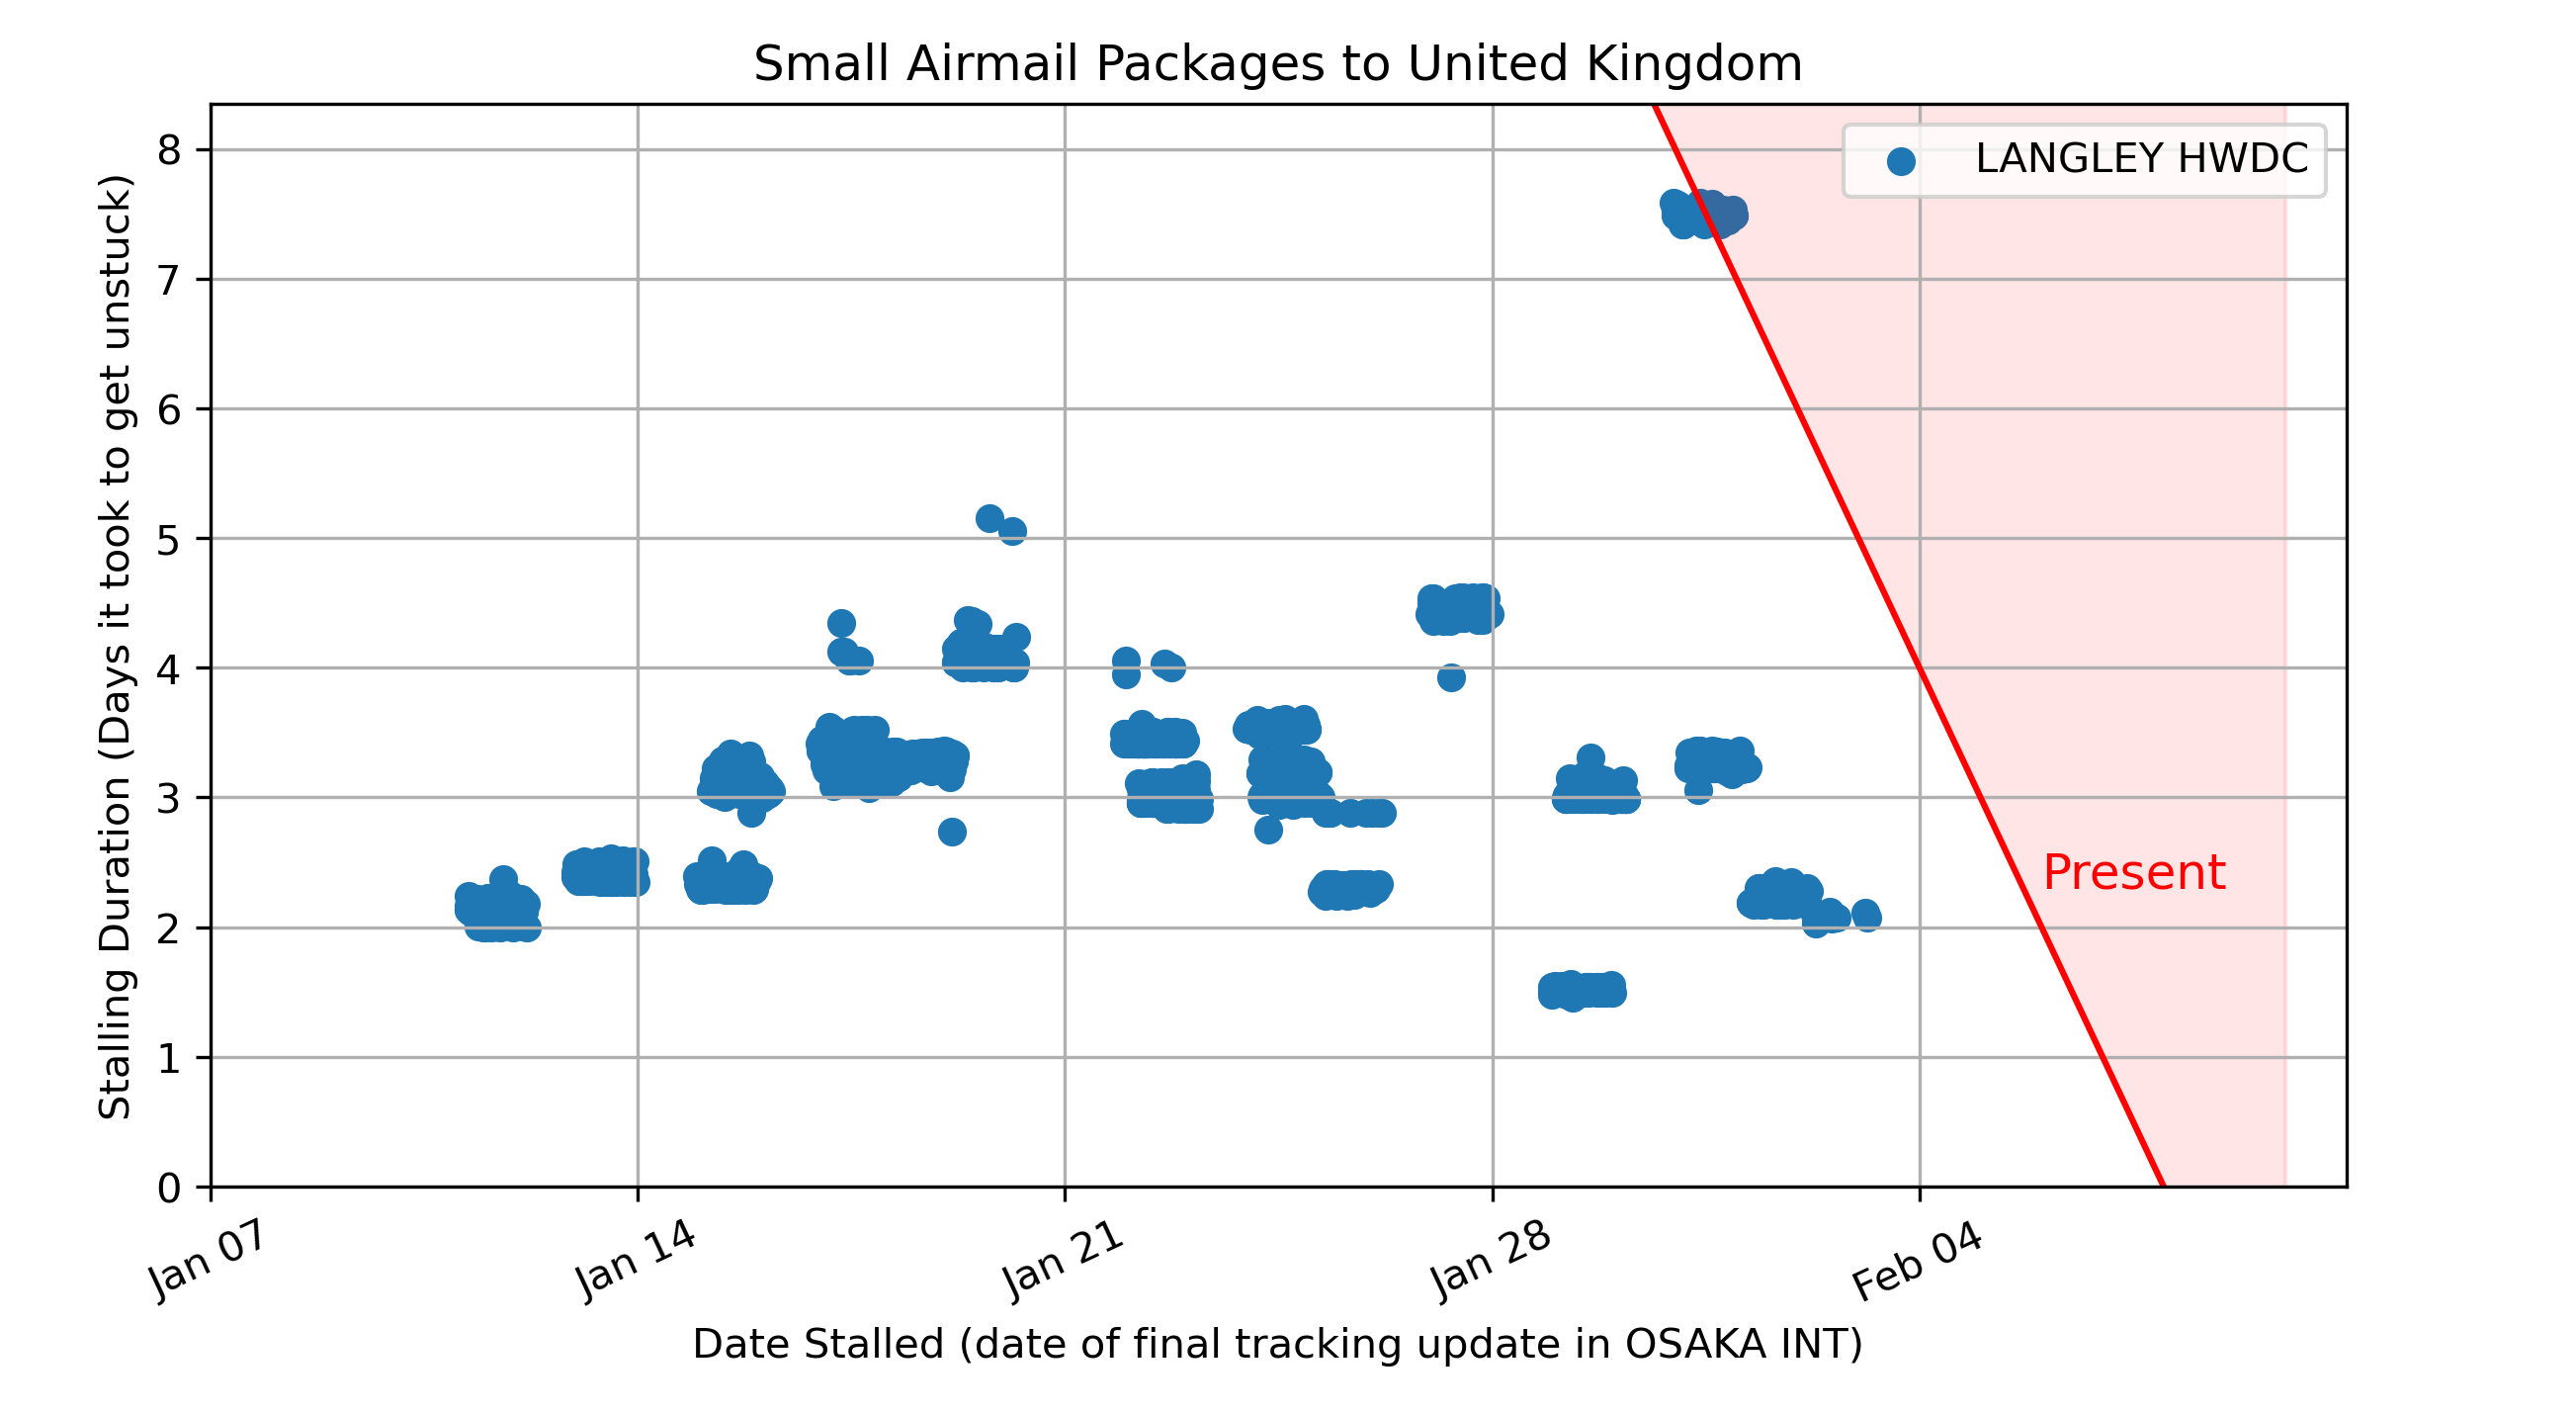 Small Airmail Packages to United Kingdom
LANGLEY HWDC
Stalling Duration (Days it took to get unstuck)
8
7
6
5
4
3
2
1
0
Present
Jan 07
Jan 14
Jan 21
Jan 28
Feb 04
Date Stalled (date of final tracking update in OSAKA INT)